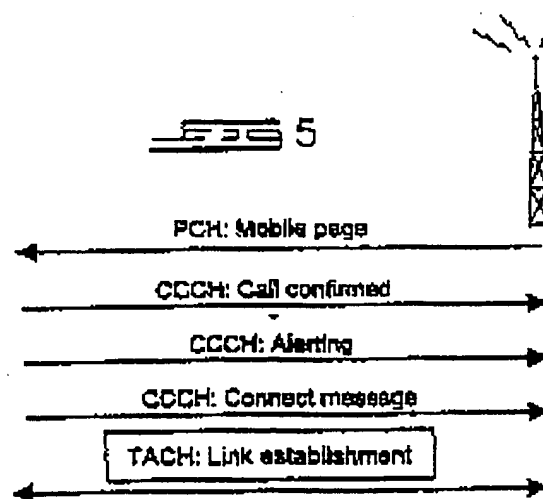 5
PCH: Mobile page
CCCH: Call confirmed
CCCH: Alerting
CCCH: Connect message
TACH: Link establishment